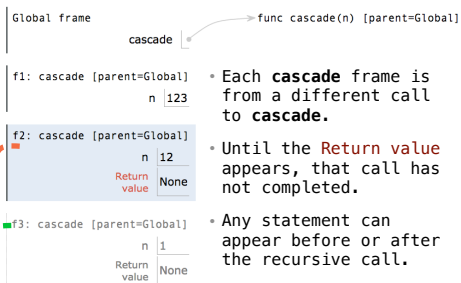 Global frame
func cascade(n) [parent=Global]
cascade
f1: cascade [parent=Global]
n 123
f2: cascade [parent=Global]
n 12
Return
value None
f3: cascade [parent=Global]
n 1
Return
value None
• Each cascade frame is
from a different call
to cascade.
• Until the Return value
appears, that call has
not completed.
• Any statement can
appear before or after
the recursive call.